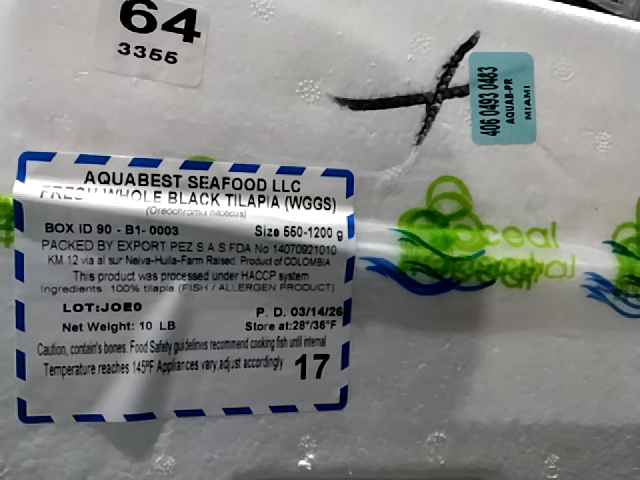 64
3355
406 0493 0483
AQUAB-PR
MIAMI
AQUABEST SEAFOOD LLC
FRESH WHOLE BLACK TILAPIA (WGGS)
(Oreochromis niloticus)
BOX ID 90 - B1-0003 Size 550-1200 g
PACKED BY EXPORT PEZ S A S FDA No 14070921010
KM 12 via al sur Neiva-Huila-Farm Raised Product of COLOMBIA
This product was processed under HACCP system
Ingredients 100% tilapia (FISH / ALLERGEN PRODUCT)
LOT:JOE0 P. D. 03/14/26
Net Weight: 10 LB Store at:28°/36°F
Caution, contain's bones. Food Safety guidelines recommend cooking fish until internal
Temperature reaches 145ºF Appliances vary,adjust accordingly 17